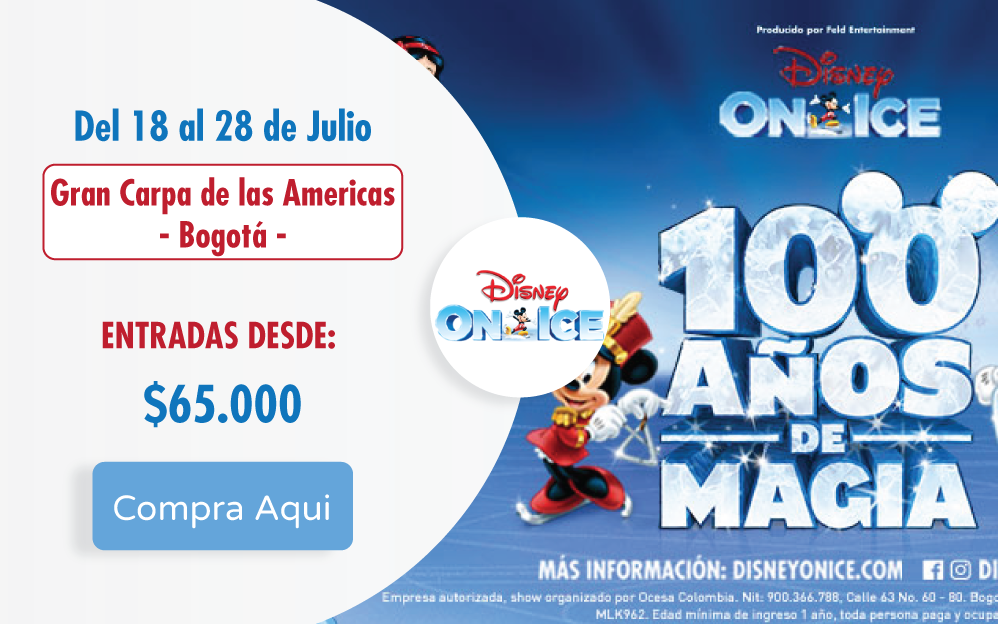 Del 18 al 28 de Julio
Gran Carpa de las Americas
- Bogotá -
ENTRADAS DESDE:
$65.000
Compra Aqui
DISNEY
ON ICE
Producido por Feld Entertainment
DISNEY
ON ICE
100
AÑOS
DE
MAGIA
MÁS INFORMACIÓN: DISNEYONICE.COM
Empresa autorizada, show organizado por Ocesa Colombia. Nit: 900.366.788, Calle 63 No. 60 - 80. Bogo
MLK962. Edad mínima de ingreso 1 año, toda persona paga y ocupa